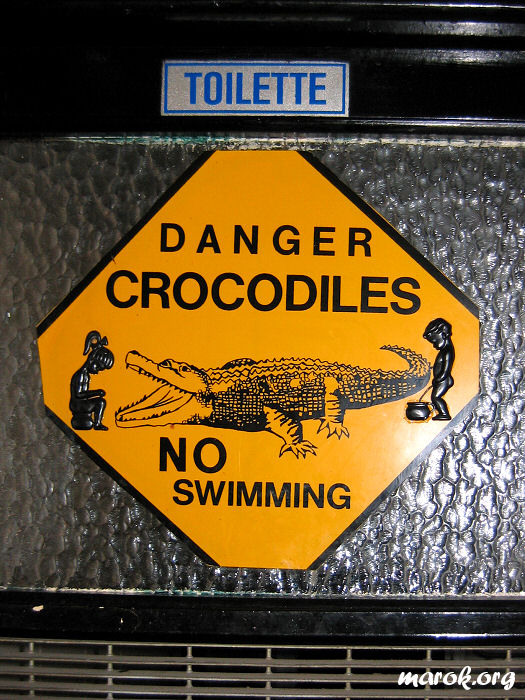 TOILETTE
DANGER
CROCODILES
NO
SWIMMING
marok.org